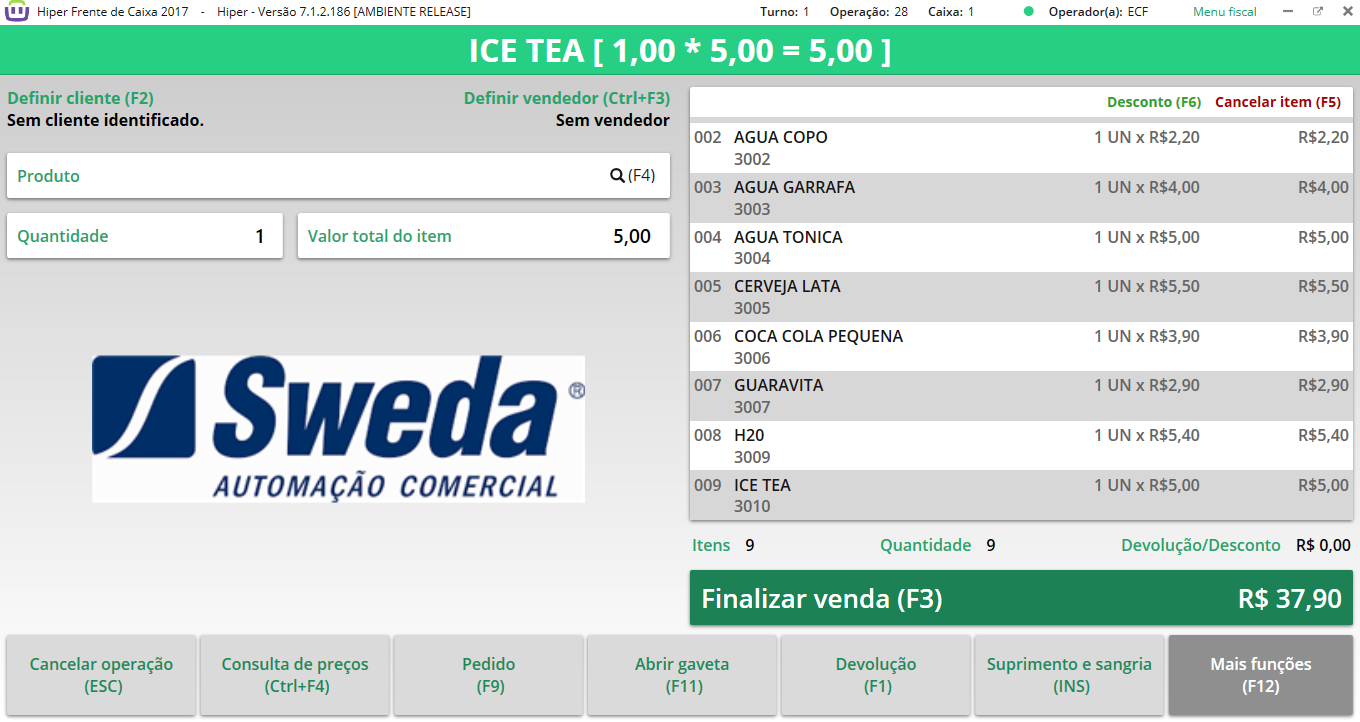 Hiper Frente de Caixa 2017 - Hiper - Versão 7.1.2.186 [AMBIENTE RELEASE] Turno: 1 Operação: 28 Caixa: 1 Operador(a): ECF Menu fiscal
ICE TEA [ 1,00 * 5,00 = 5,00 ]
Definir cliente (F2) Definir vendedor (Ctrl+F3)
Sem cliente identificado. Sem vendedor
Produto (F4)
Quantidade 1 Valor total do item 5,00
Sweda ®
AUTOMAÇÃO COMERCIAL
Desconto (F6) Cancelar item (F5)
002 AGUA COPO 1 UN x R$2,20 R$2,20
3002
003 AGUA GARRAFA 1 UN x R$4,00 R$4,00
3003
004 AGUA TONICA 1 UN x R$5,00 R$5,00
3004
005 CERVEJA LATA 1 UN x R$5,50 R$5,50
3005
006 COCA COLA PEQUENA 1 UN x R$3,90 R$3,90
3006
007 GUARAVITA 1 UN x R$2,90 R$2,90
3007
008 H20 1 UN x R$5,40 R$5,40
3009
009 ICE TEA 1 UN x R$5,00 R$5,00
3010
Itens 9 Quantidade 9 Devolução/Desconto R$ 0,00
Finalizar venda (F3) R$ 37,90
Cancelar operação (ESC)
Consulta de preços (Ctrl+F4)
Pedido (F9)
Abrir gaveta (F11)
Devolução (F1)
Suprimento e sangria (INS)
Mais funções (F12)